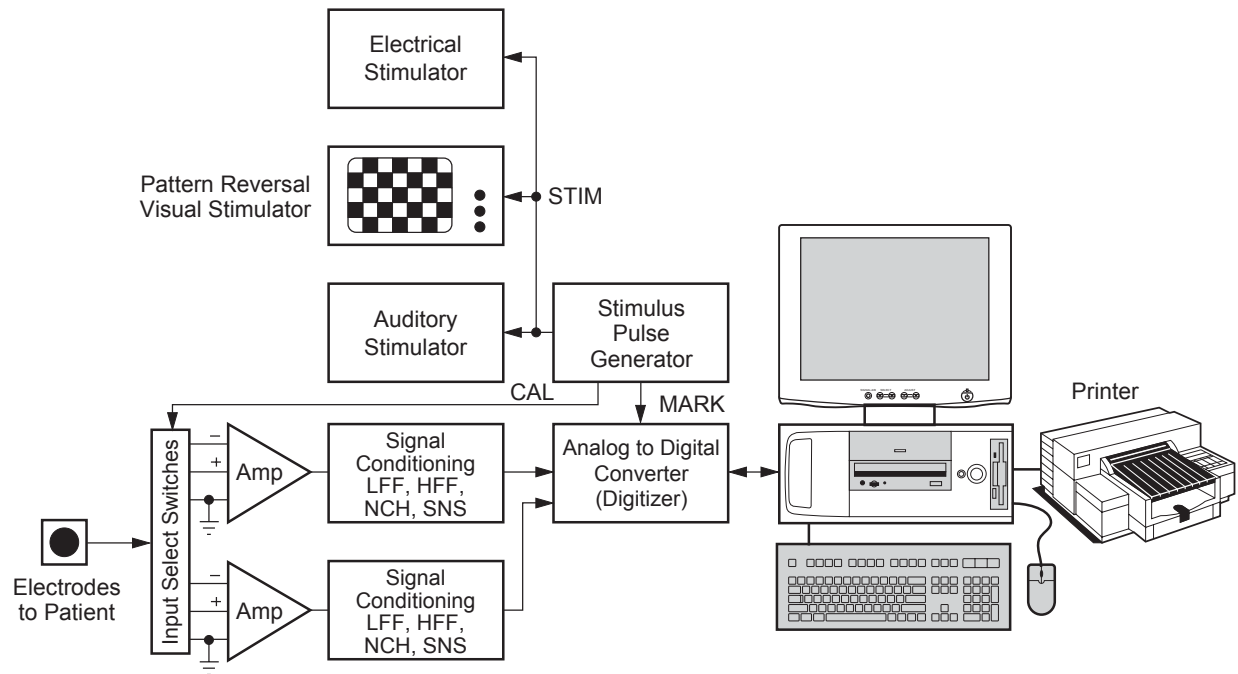 Electrical
Stimulator
Pattern Reversal
Visual Stimulator
STIM
Auditory
Stimulator
Stimulus
Pulse
Generator
CAL
MARK
Printer
Input Select Switches
−
+
Amp
Signal
Conditioning
LFF, HFF,
NCH, SNS
Analog to Digital
Converter
(Digitizer)
Electrodes
to Patient
−
+
Amp
Signal
Conditioning
LFF, HFF,
NCH, SNS